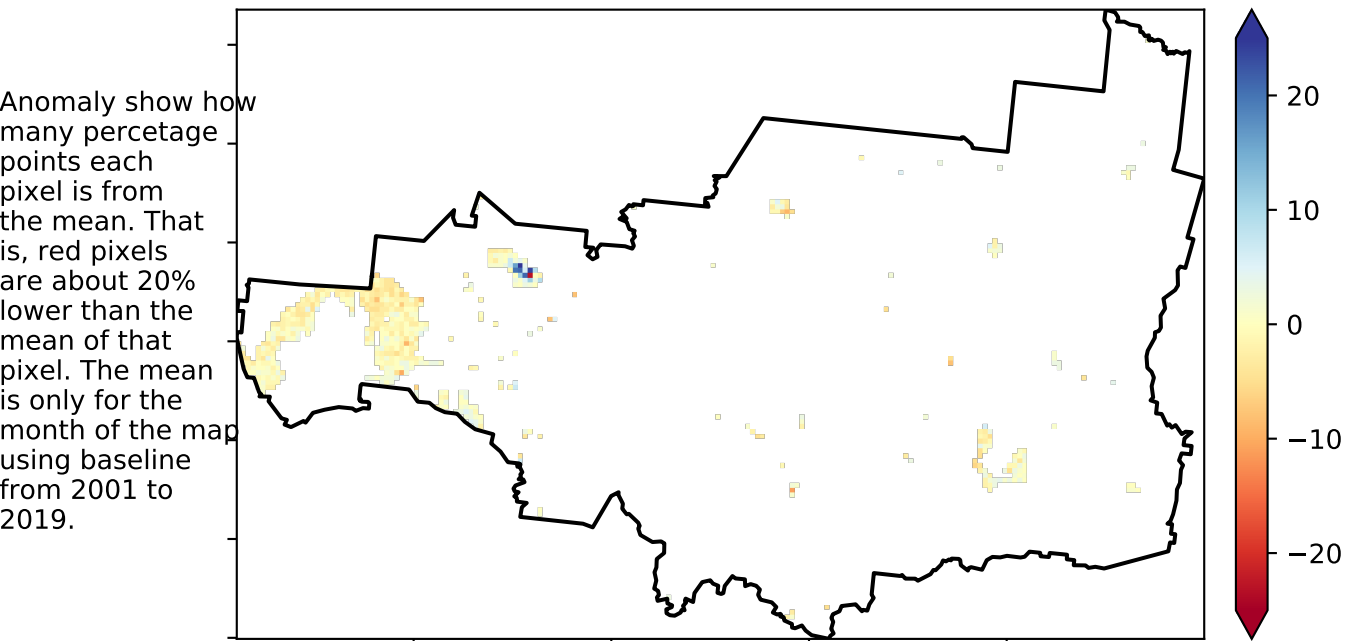 Anomaly show how
many percetage
points each
pixel is from
the mean. That
is, red pixels
are about 20%
lower than the
mean of that
pixel. The mean
is only for the
month of the map
using baseline
from 2001 to
2019.
20
10
0
−10
−20